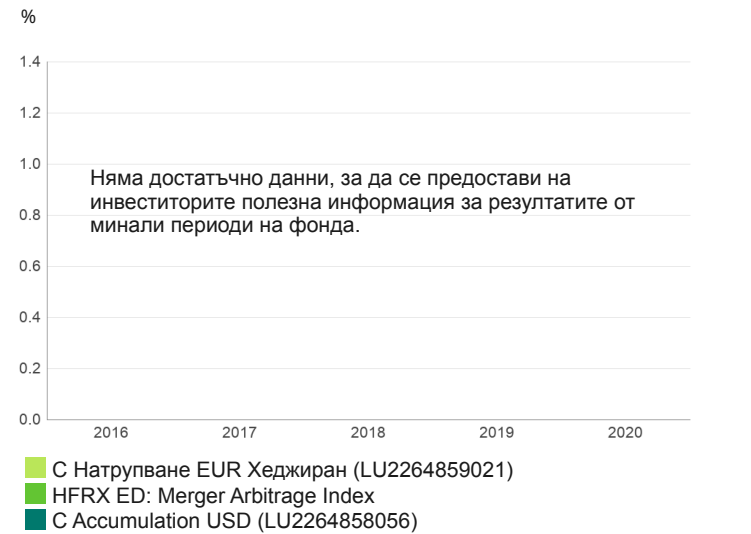 %
1.4
1.2
1.0
Няма достатъчно данни, за да се предостави на
инвеститорите полезна информация за резултатите от
0.8
минали периоди на фонда.
0.6
0.4
0.2
0.0
2016 2017 2018 2019 2020
C Натрупване EUR Хеджиран (LU2264859021)
HFRX ED: Merger Arbitrage Index
C Accumulation USD (LU2264858056)